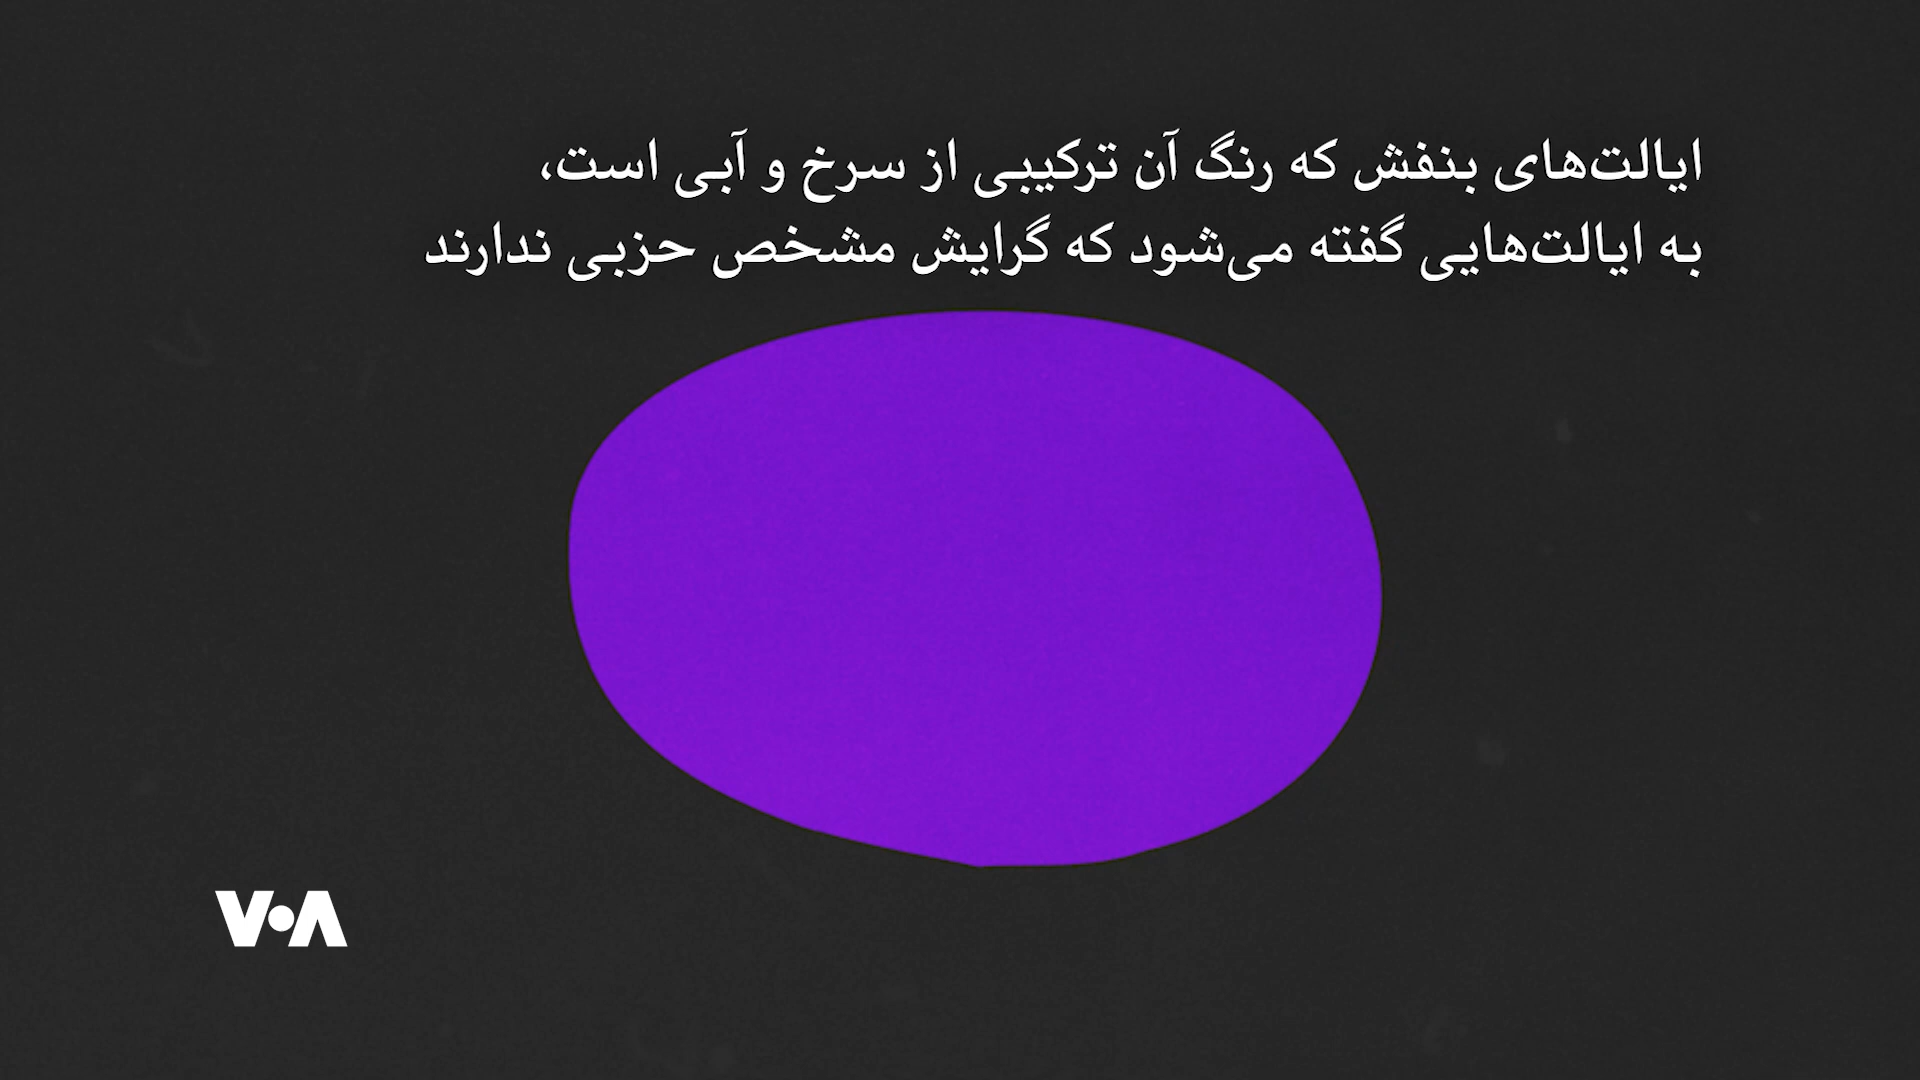 ایالت‌های بنفش که رنگ آن ترکیبی از سرخ و آبی است،
به ایالت‌هایی گفته می‌شود که گرایش مشخص حزبی ندارند
VOA